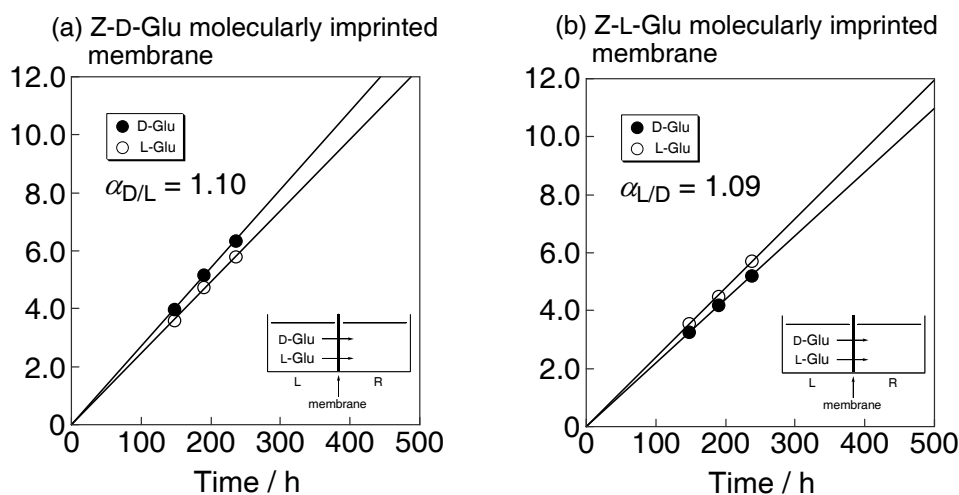 (a) Z-D-Glu molecularly imprinted
membrane
12.0
10.0
8.0
6.0
4.0
2.0
0
0 100 200 300 400 500
Time / h
D-Glu
L-Glu
αD/L = 1.10
D-Glu
L-Glu
L R
membrane
(b) Z-L-Glu molecularly imprinted
membrane
12.0
10.0
8.0
6.0
4.0
2.0
0
0 100 200 300 400 500
Time / h
D-Glu
L-Glu
αL/D = 1.09
D-Glu
L-Glu
L R
membrane